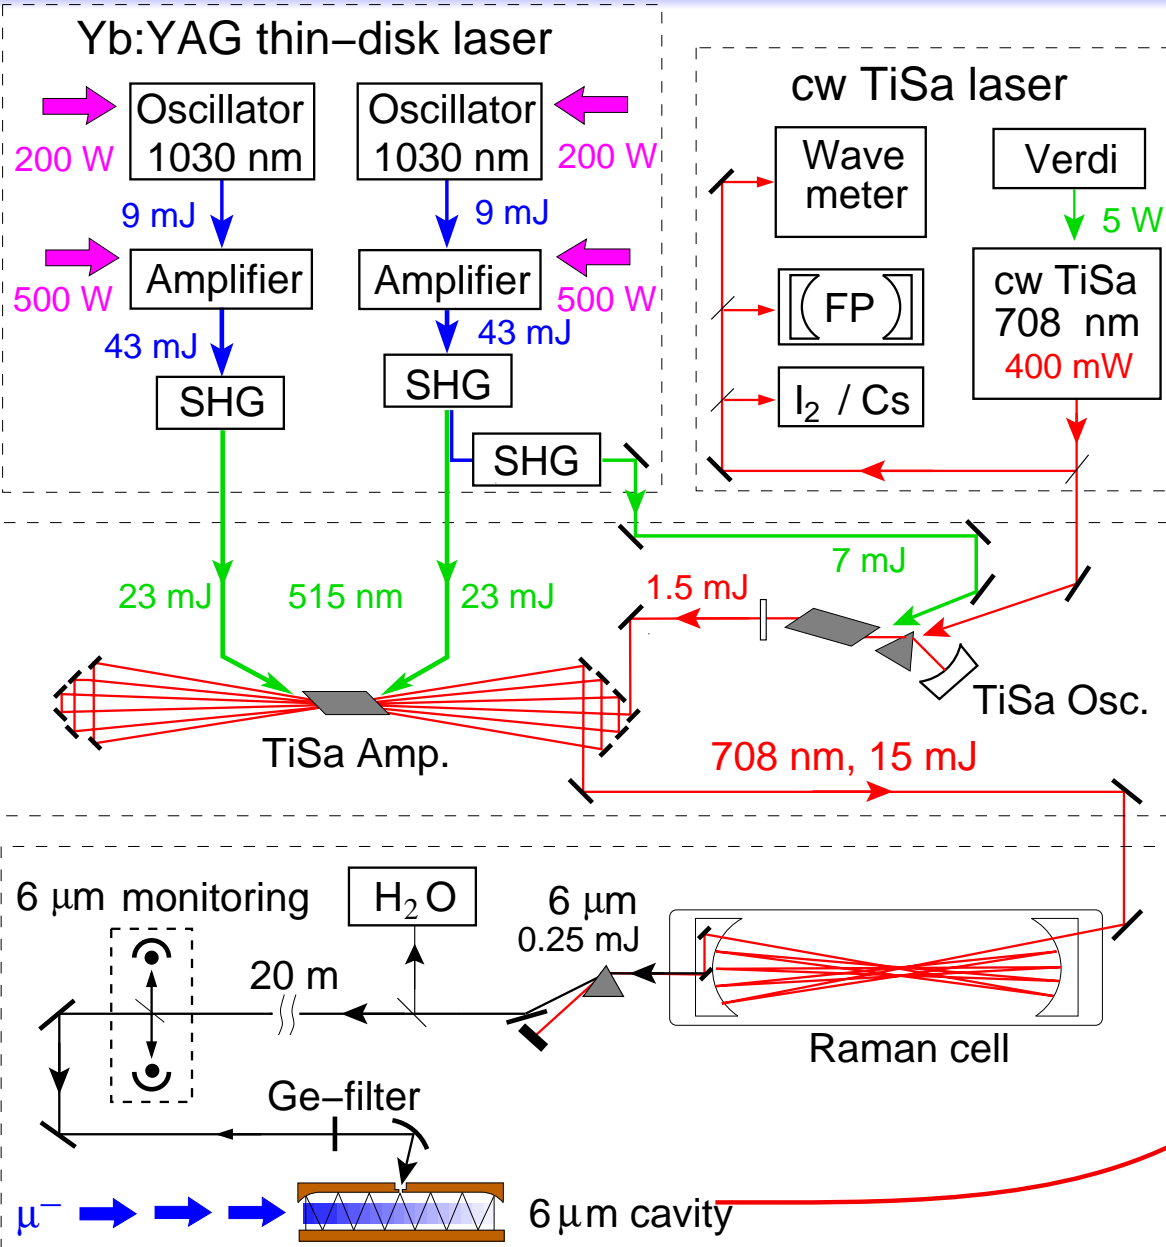 Yb:YAG thin−disk laser
Oscillator
1030 nm
Oscillator
1030 nm
200 W
200 W
9 mJ
9 mJ
Amplifier
Amplifier
500 W
500 W
43 mJ
43 mJ
SHG
SHG
SHG
cw TiSa laser
Wave
meter
Verdi
5 W
FP
cw TiSa
708 nm
400 mW
I₂ / Cs
23 mJ
515 nm
23 mJ
7 mJ
1.5 mJ
TiSa Osc.
TiSa Amp.
708 nm, 15 mJ
6 μm monitoring
H₂O
6 μm
0.25 mJ
20 m
Raman cell
Ge−filter
μ⁻
6 μm cavity